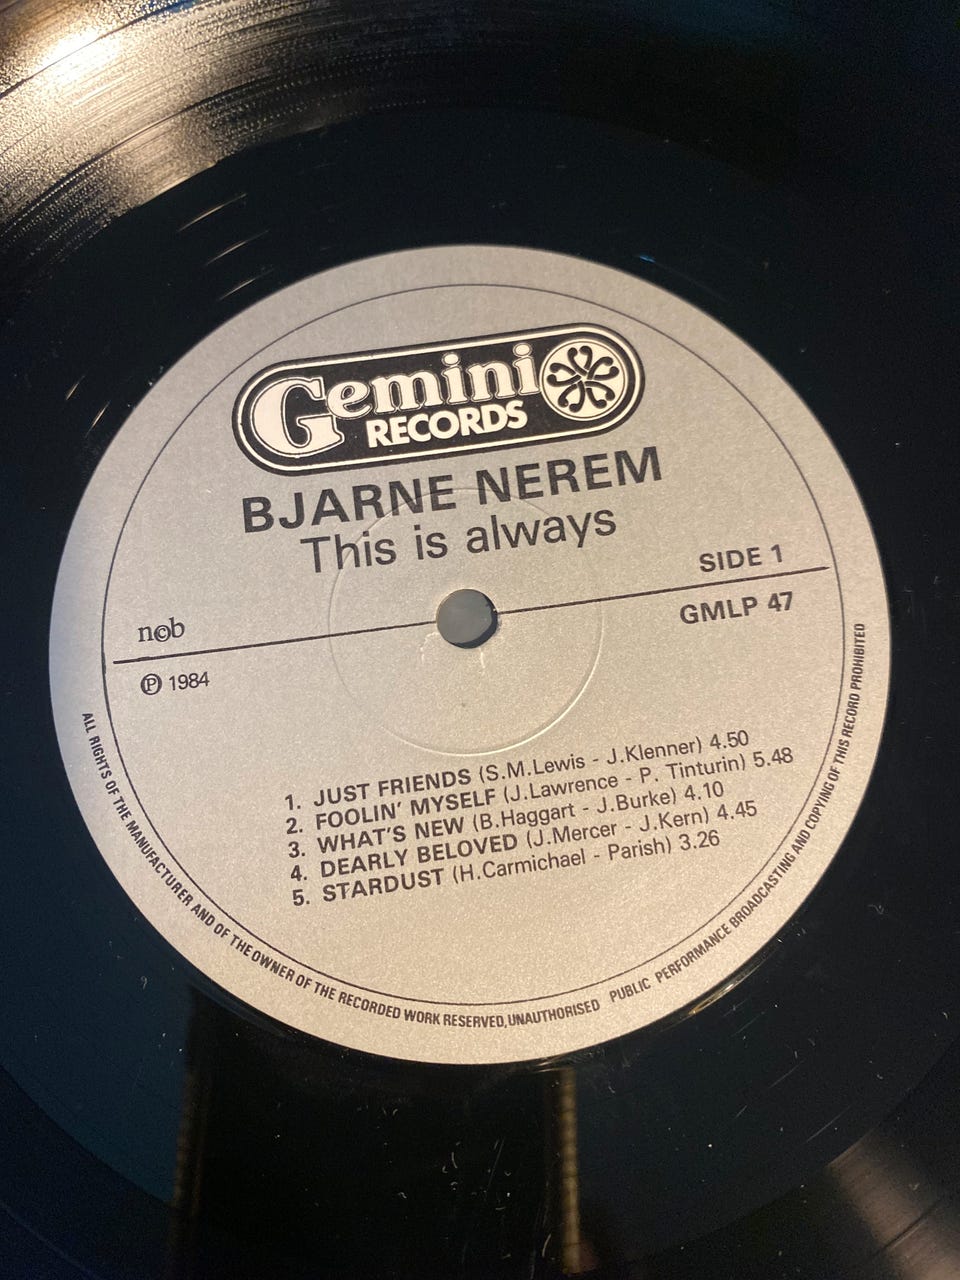 Gemini
RECORDS
BJARNE NEREM
This is always
SIDE 1
GMLP 47
n©b
℗ 1984
1. JUST FRIENDS (S.M.Lewis - J.Klenner) 4.50
2. FOOLIN' MYSELF (J.Lawrence - P. Tinturin) 5.48
3. WHAT'S NEW (B.Haggart - J.Burke) 4.10
4. DEARLY BELOVED (J.Mercer - J.Kern) 4.45
5. STARDUST (H.Carmichael - Parish) 3.26
ALL RIGHTS OF THE MANUFACTURER AND OF THE OWNER OF THE RECORDED WORK RESERVED, UNAUTHORISED PUBLIC PERFORMANCE BROADCASTING AND COPYING OF THIS RECORD PROHIBITED